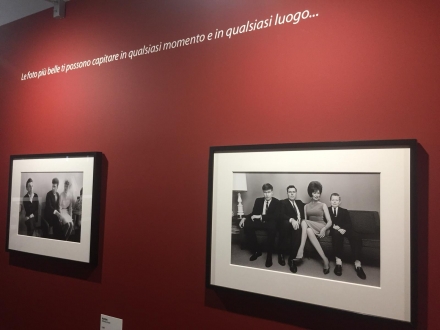 Le foto più belle ti possono capitare in qualsiasi momento e in qualsiasi luogo...